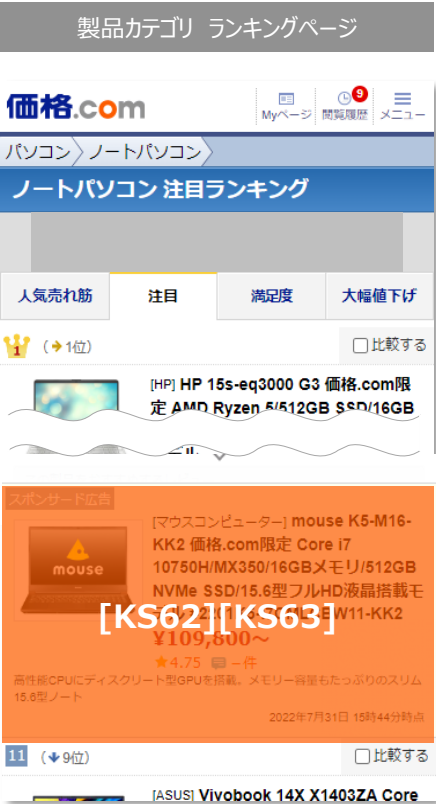 製品カテゴリ ランキングページ
価格.com
9
Myページ 閲覧履歴 メニュー
パソコン ノートパソコン
ノートパソコン 注目ランキング
人気売れ筋 注目 満足度 大幅値下げ
1 (➔1位) 比較する
[HP] HP 15s-eq3000 G3 価格.com限
定 AMD Ryzen 5/512GB SSD/16GB
スポンサード広告
[マウスコンピューター] mouse K5-M16-
KK2 価格.com限定 Core i7
10750H/MX350/16GBメモリ/512GB
NVMe SSD/15.6型フルHD液晶搭載モ
mouse
[KS62][KS63]
¥109,800～
★4.75 －件
高性能CPUにディスクリート型GPUを搭載。メモリー容量もたっぷりのスリム
15.6型ノート
2022年7月31日 15時44分時点
11 (9位) 比較する
[ASUS] Vivobook 14X X1403ZA Core